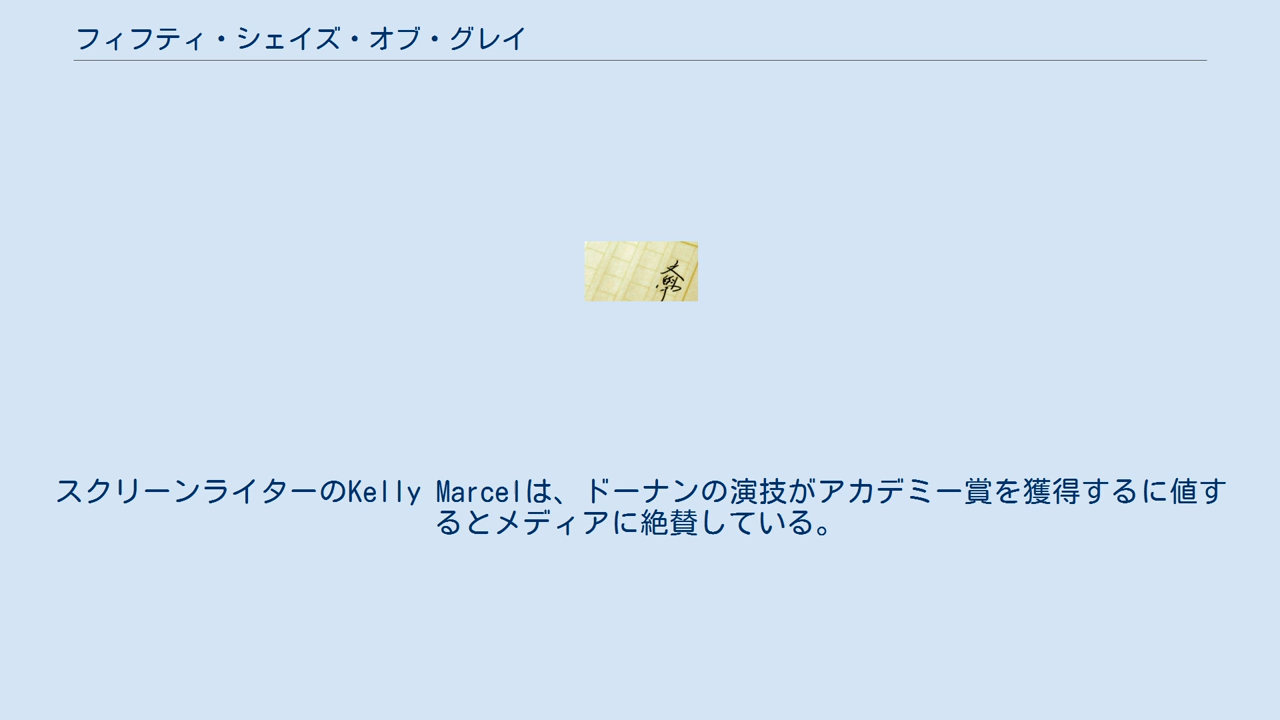 フィフティ・シェイズ・オブ・グレイ
スクリーンライターのKelly Marcelは、ドーナンの演技がアカデミー賞を獲得するに値す
るとメディアに絶賛している。